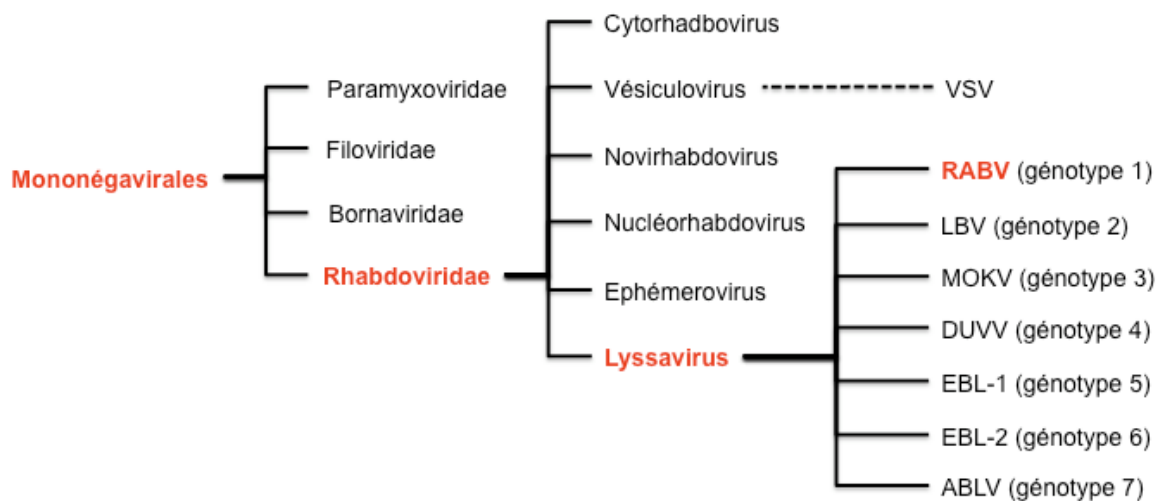 Mononégavirales
Paramyxoviridae
Filoviridae
Bornaviridae
Rhabdoviridae
Cytorhadbovirus
Vésiculovirus
Novirhabdovirus
Nucléorhabdovirus
Ephémerovirus
Lyssavirus
VSV
RABV (génotype 1)
LBV (génotype 2)
MOKV (génotype 3)
DUVV (génotype 4)
EBL-1 (génotype 5)
EBL-2 (génotype 6)
ABLV (génotype 7)